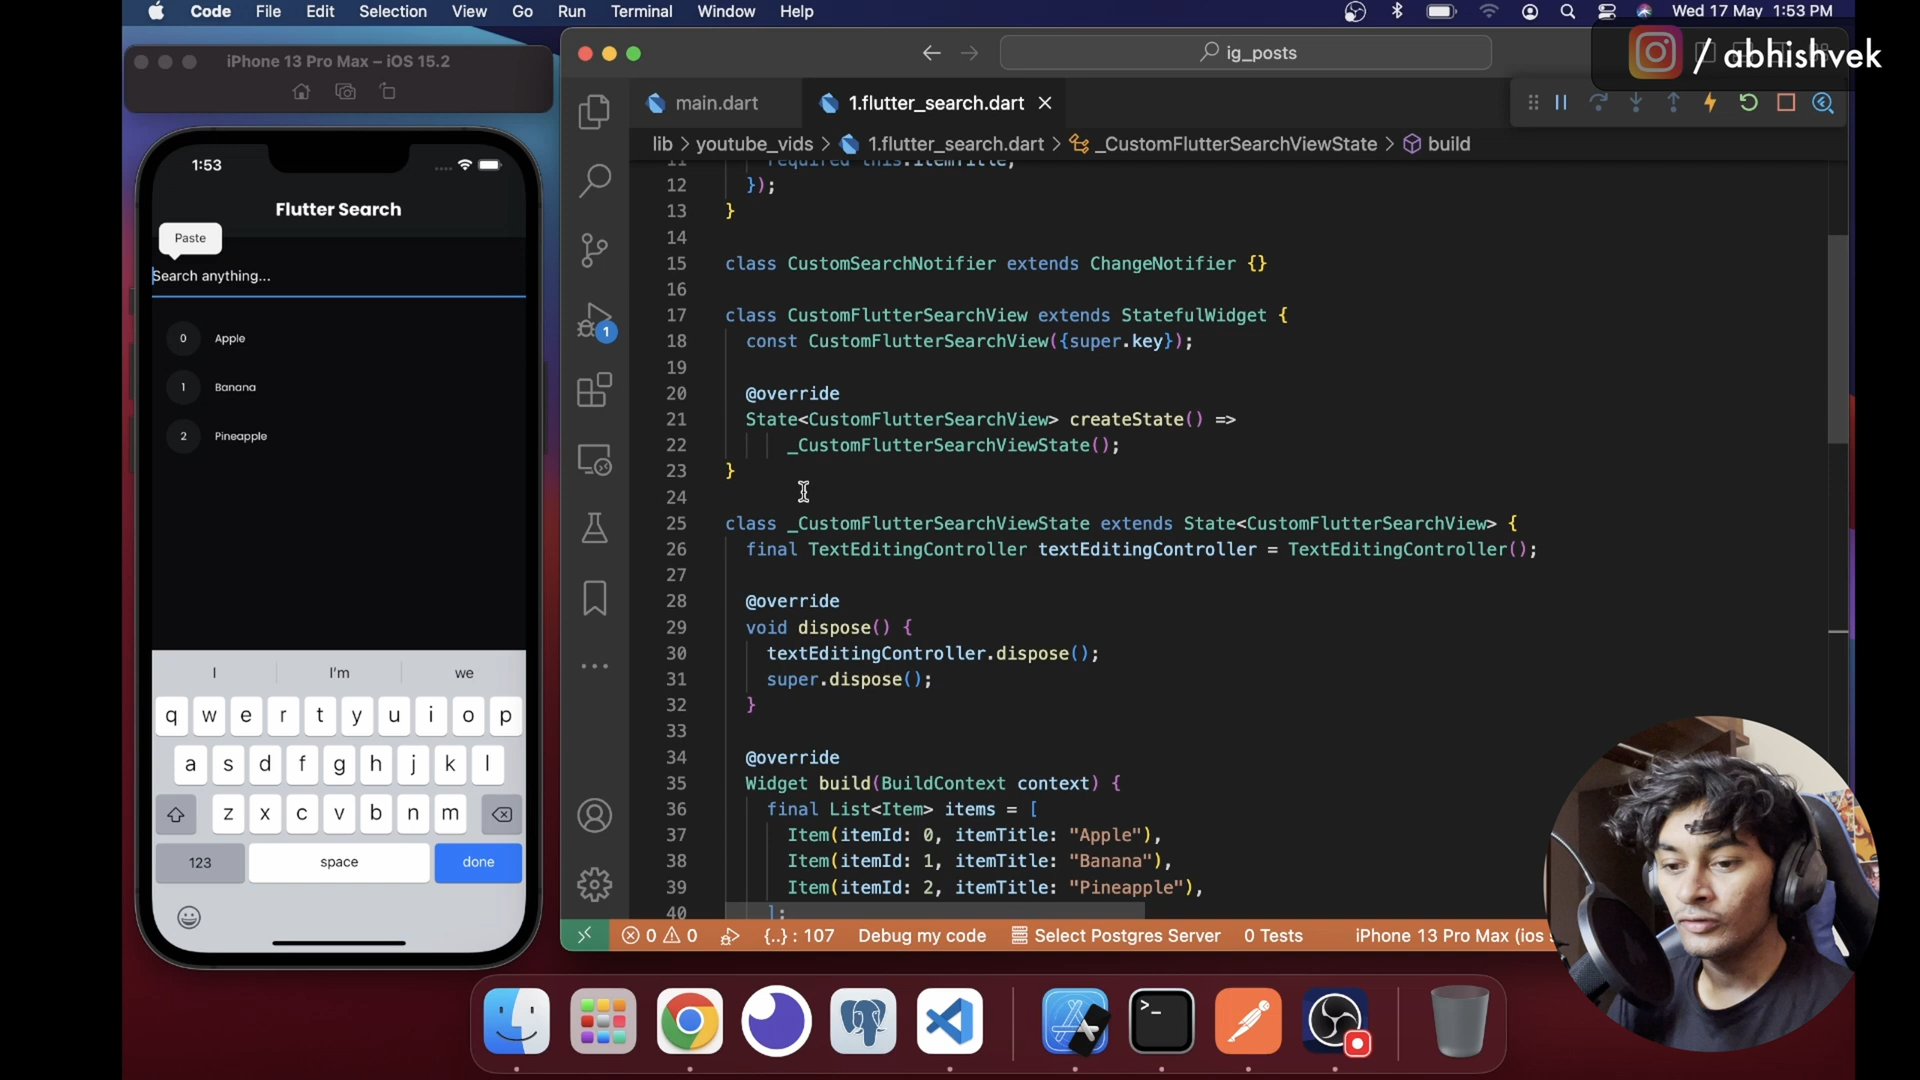 Code File Edit Selection View Go Run Terminal Window Help
Wed 17 May 1:53 PM
/ abhishvek
iPhone 13 Pro Max – iOS 15.2
1:53
Flutter Search
Paste
Search anything...
0 Apple
1 Banana
2 Pineapple
I I'm we
q w e r t y u i o p
a s d f g h j k l
z x c v b n m
123 space done
ig_posts
main.dart 1.flutter_search.dart
lib > youtube_vids > 1.flutter_search.dart > _CustomFlutterSearchViewState > build
1
11 required this.itemTitle,
12 });
13 }
14
15 class CustomSearchNotifier extends ChangeNotifier {}
16
17 class CustomFlutterSearchView extends StatefulWidget {
18 const CustomFlutterSearchView({super.key});
19
20 @override
21 State<CustomFlutterSearchView> createState() =>
22 _CustomFlutterSearchViewState();
23 }
24
25 class _CustomFlutterSearchViewState extends State<CustomFlutterSearchView> {
26 final TextEditingController textEditingController = TextEditingController();
27
28 @override
29 void dispose() {
30 textEditingController.dispose();
31 super.dispose();
32 }
33
34 @override
35 Widget build(BuildContext context) {
36 final List<Item> items = [
37 Item(itemId: 0, itemTitle: "Apple"),
38 Item(itemId: 1, itemTitle: "Banana"),
39 Item(itemId: 2, itemTitle: "Pineapple"),
40 ];
0 0 {..} : 107 Debug my code Select Postgres Server 0 Tests iPhone 13 Pro Max (ios